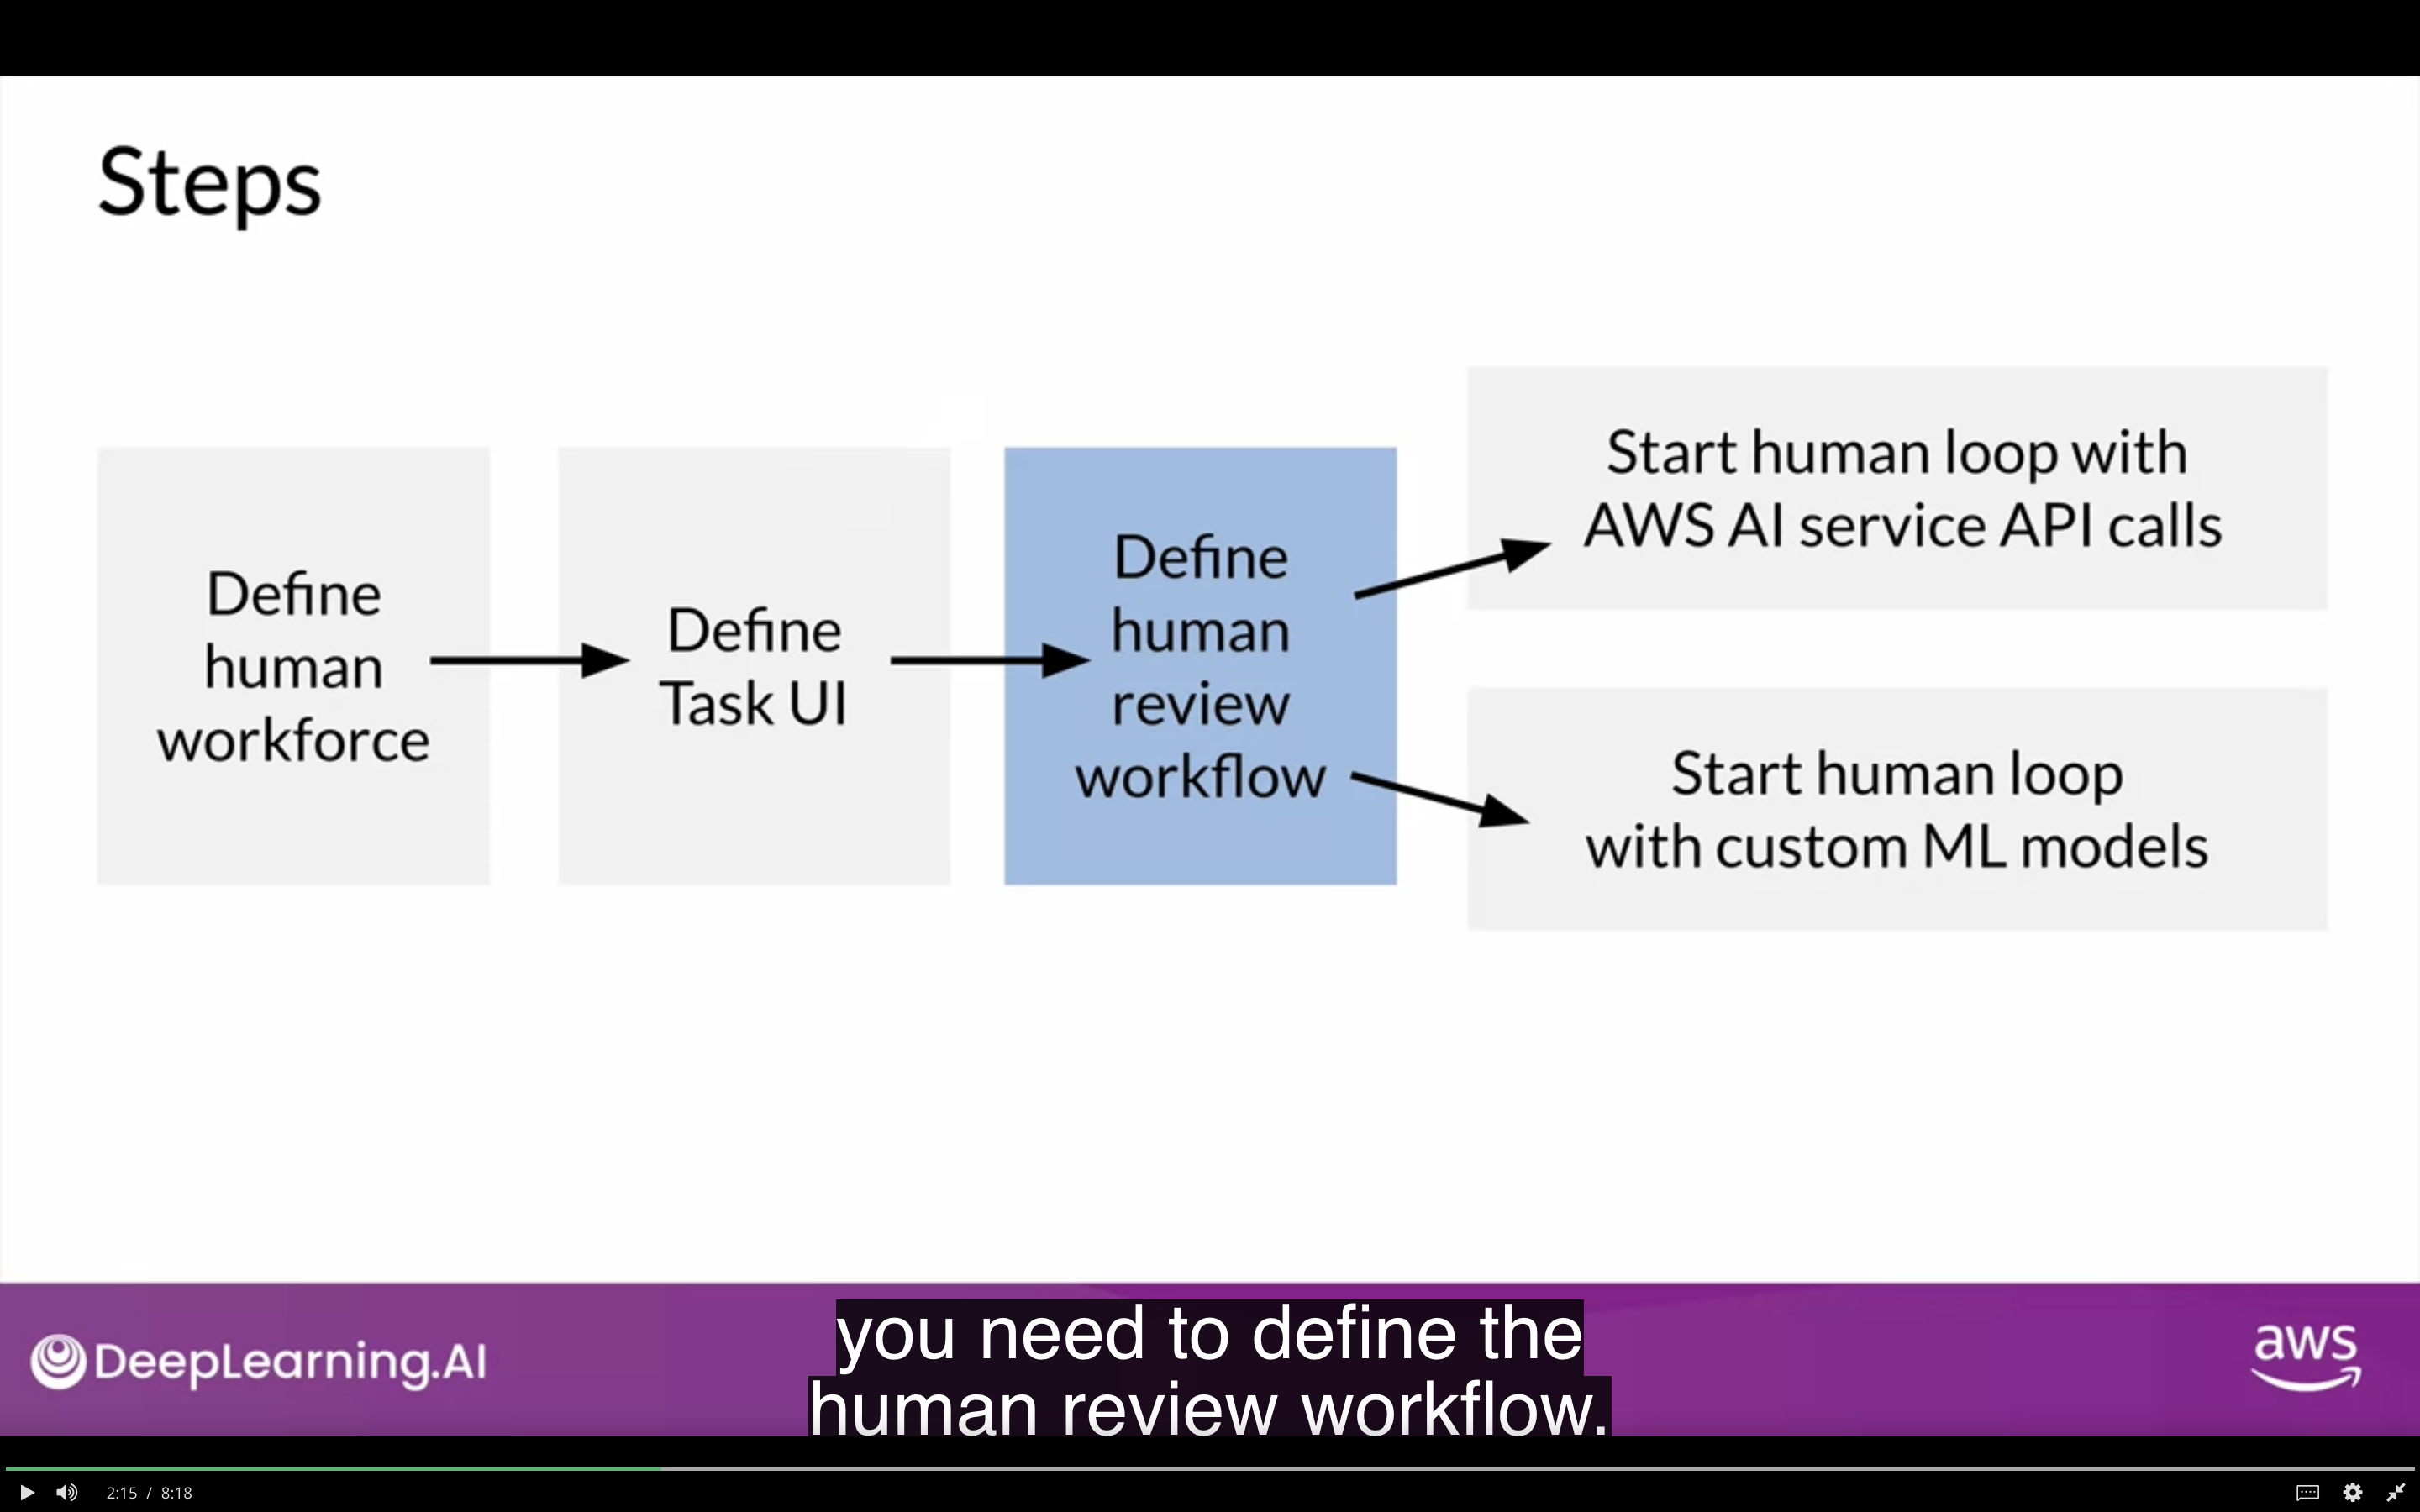 Steps
Define
human
workforce
Define
Task UI
Define
human
review
workflow
Start human loop with
AWS AI service API calls
Start human loop
with custom ML models
DeepLearning.AI
you need to define the
human review workflow.
aws
2:15 / 8:18